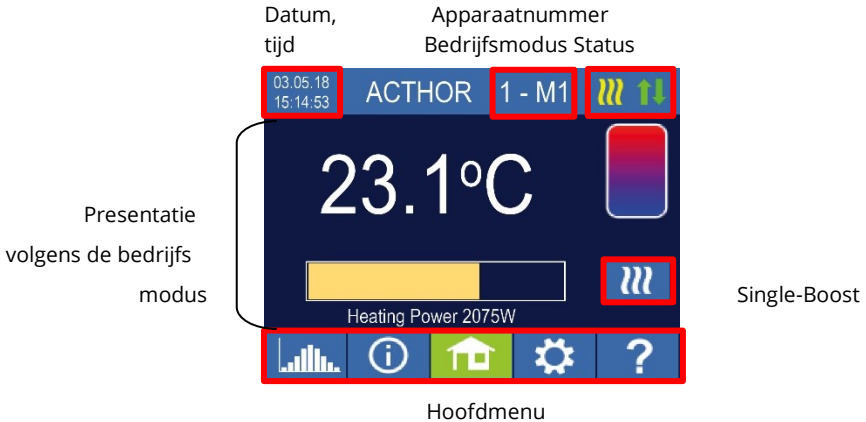 Datum,
tijd
Apparaatnummer
Bedrijfsmodus Status
03.05.18
15:14:53
ACTHOR
1 - M1
23.1°C
Presentatie
volgens de bedrijfs
modus
Heating Power 2075W
Single-Boost
?
Hoofdmenu